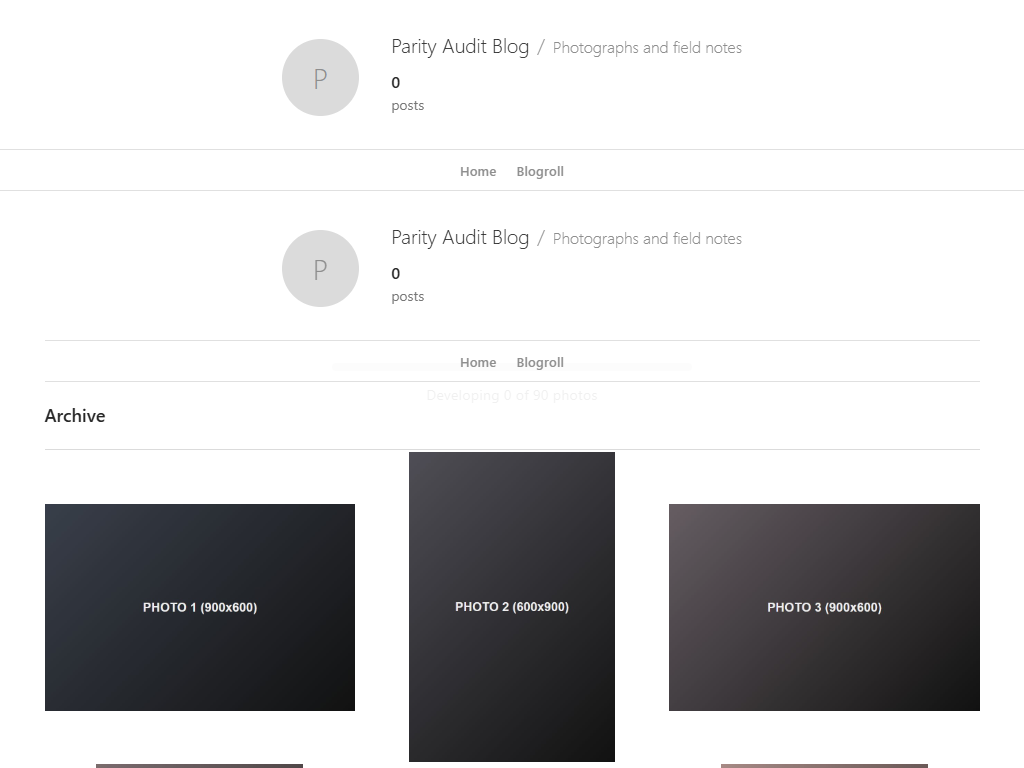 P
Parity Audit Blog / Photographs and field notes
0
posts
Home Blogroll
P
Parity Audit Blog / Photographs and field notes
0
posts
Home Blogroll
Developing 0 of 90 photos
Archive
PHOTO 1 (900x600)
PHOTO 2 (600x900)
PHOTO 3 (900x600)